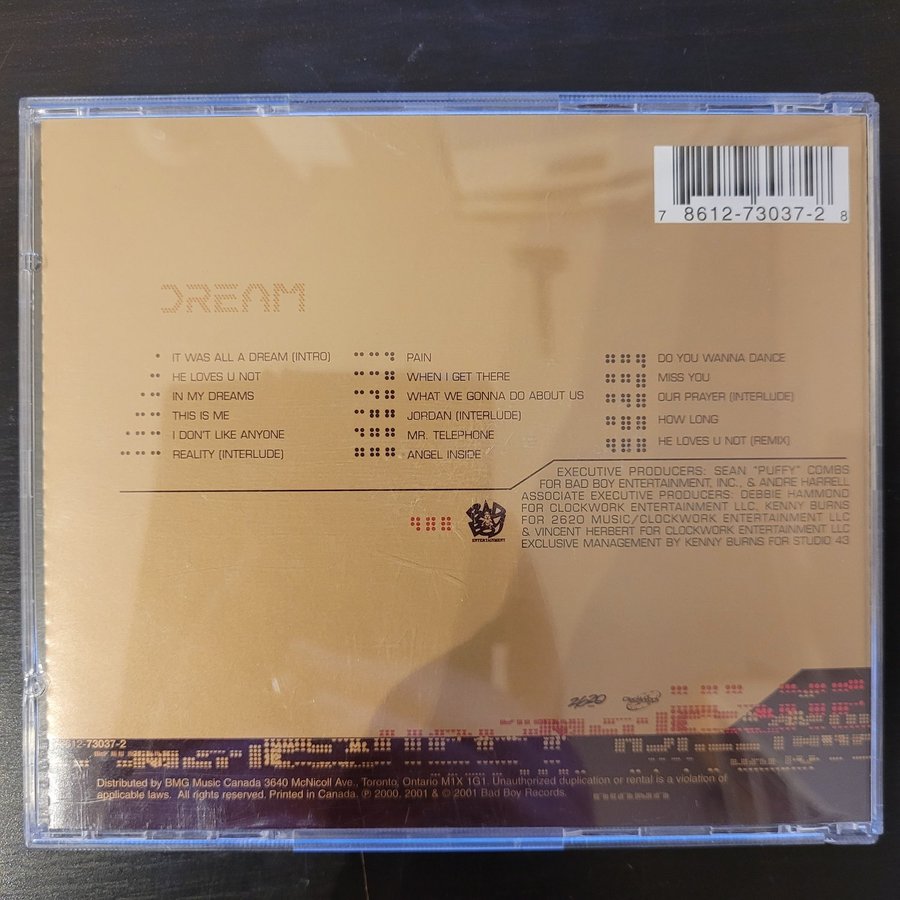 7 8612-73037-2 8
DREAM
IT WAS ALL A DREAM (INTRO)
HE LOVES U NOT
IN MY DREAMS
THIS IS ME
I DON'T LIKE ANYONE
REALITY (INTERLUDE)
PAIN
WHEN I GET THERE
WHAT WE GONNA DO ABOUT US
JORDAN (INTERLUDE)
MR. TELEPHONE
ANGEL INSIDE
DO YOU WANNA DANCE
MISS YOU
OUR PRAYER (INTERLUDE)
HOW LONG
HE LOVES U NOT (REMIX)
EXECUTIVE PRODUCERS: SEAN "PUFFY" COMBS
FOR BAD BOY ENTERTAINMENT, INC., & ANDRE HARRELL
ASSOCIATE EXECUTIVE PRODUCERS: DEBBIE HAMMOND
FOR CLOCKWORK ENTERTAINMENT LLC, KENNY BURNS
FOR 2620 MUSIC/CLOCKWORK ENTERTAINMENT LLC
& VINCENT HERBERT FOR CLOCKWORK ENTERTAINMENT LLC
EXCLUSIVE MANAGEMENT BY KENNY BURNS FOR STUDIO 43
BAD BOY
ENTERTAINMENT
2620
8612-73037-2
Distributed by BMG Music Canada 3640 McNicoll Ave., Toronto, Ontario M1X 1G1. Unauthorized duplication or rental is a violation of
applicable laws. All rights reserved. Printed in Canada. ℗ 2000, 2001 & © 2001 Bad Boy Records.